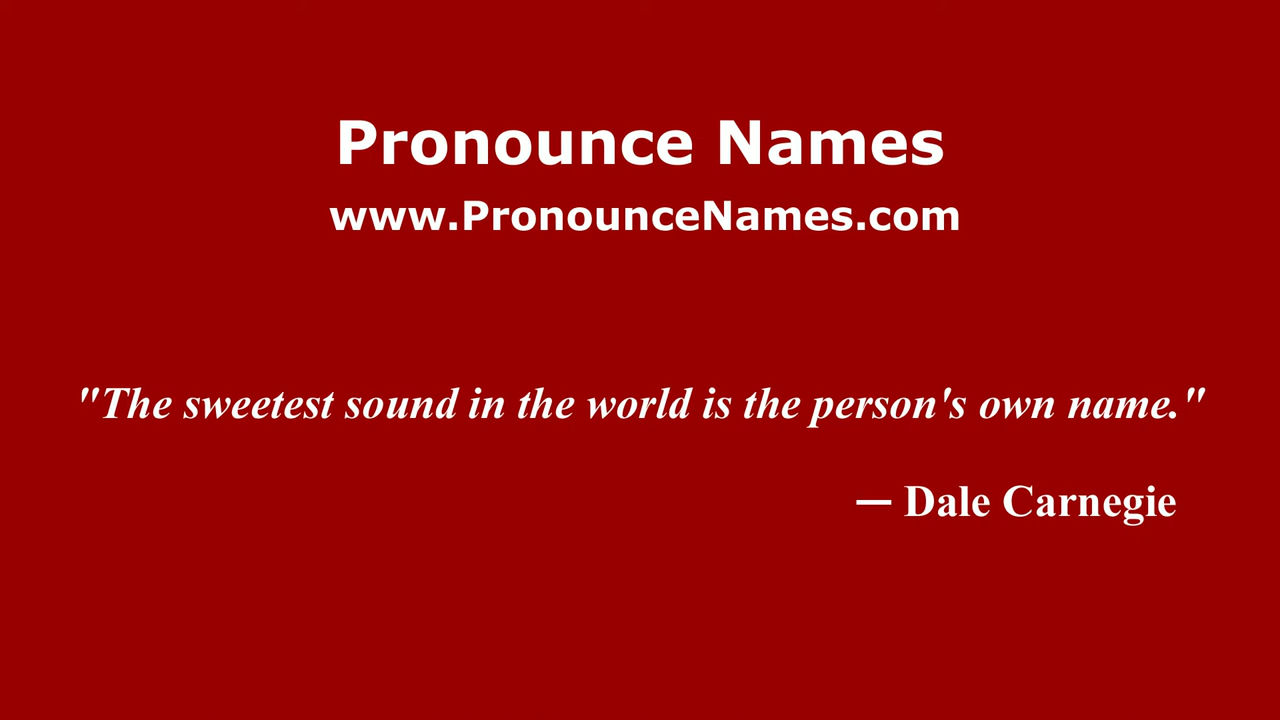 Pronounce Names
www.PronounceNames.com
"The sweetest sound in the world is the person's own name."
— Dale Carnegie